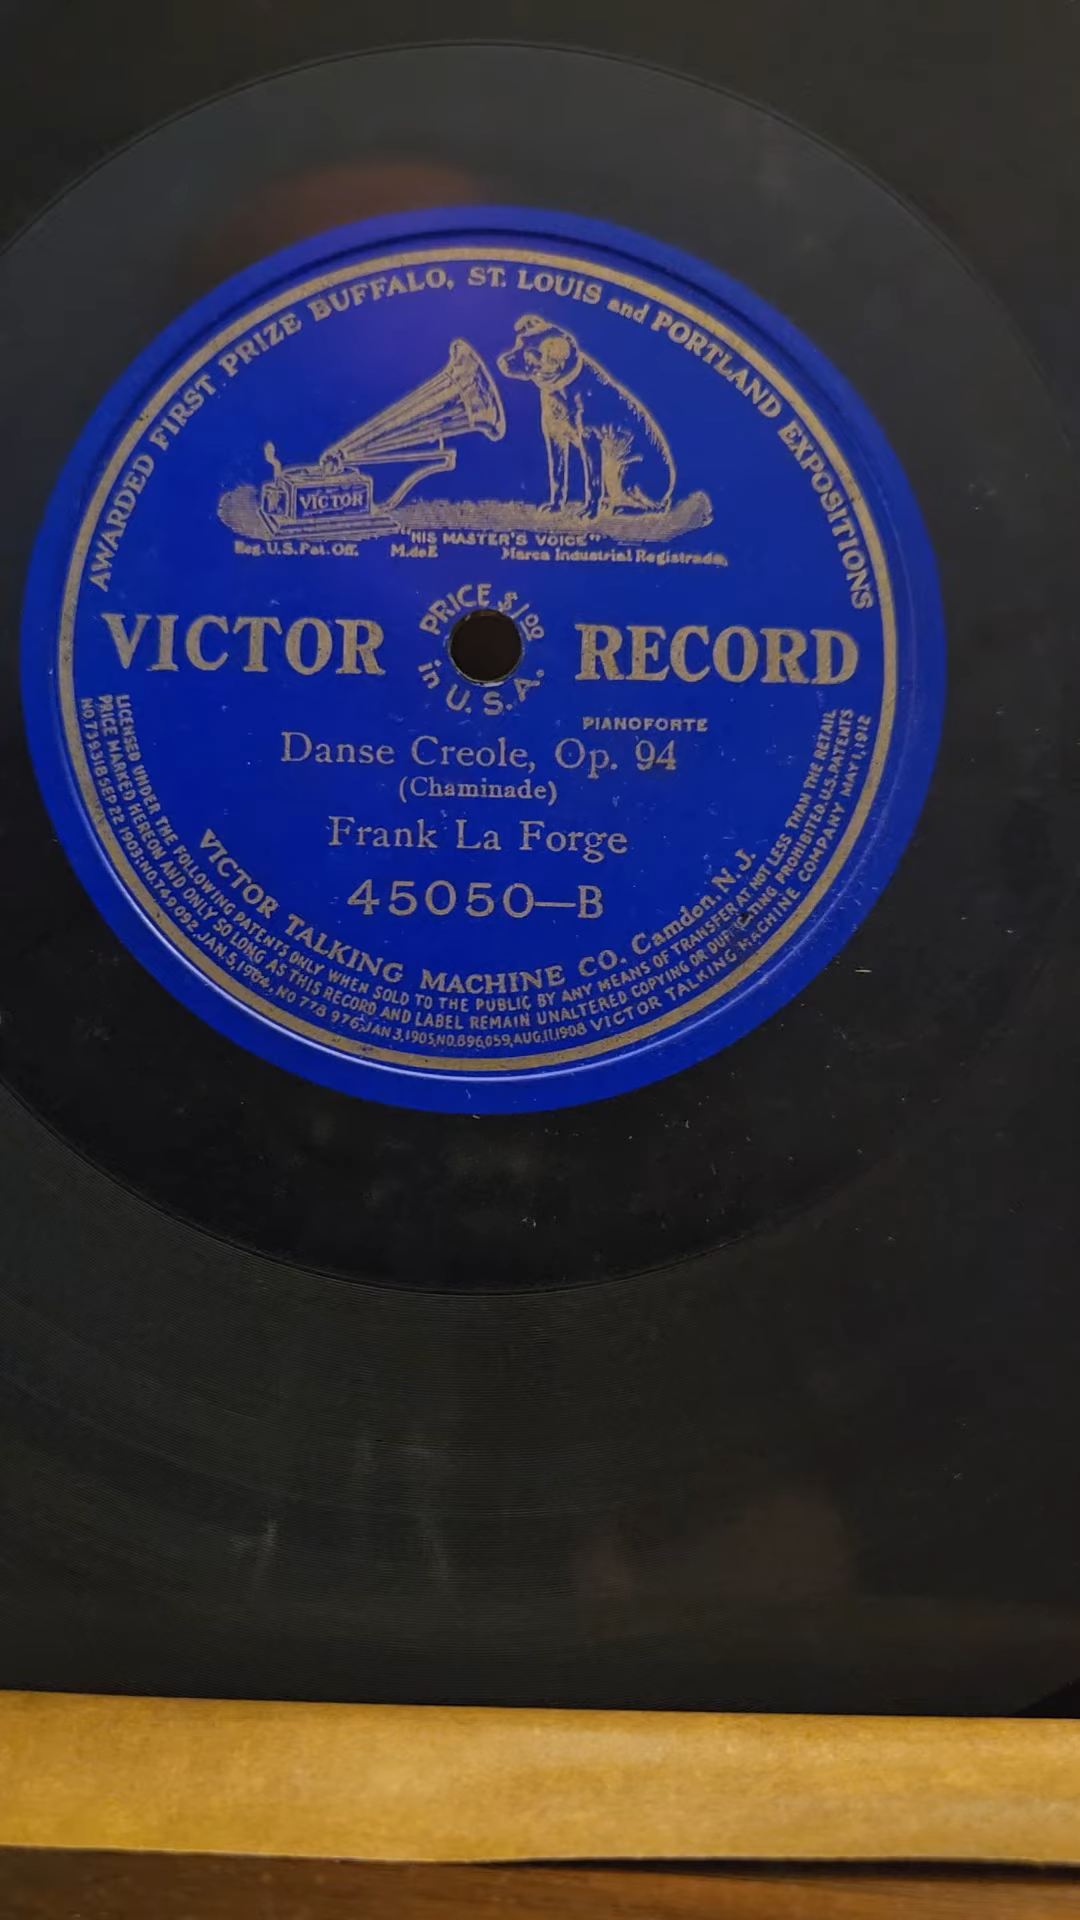 AWARDED FIRST PRIZE BUFFALO, ST. LOUIS and PORTLAND EXPOSITIONS
VICTOR
"HIS MASTER'S VOICE"
Reg. U.S. Pat. Off. M.deF Marca Industrial Registrada.
PRICE $1.00
VICTOR RECORD
in U.S.A.
PIANOFORTE
Danse Creole, Op. 94
(Chaminade)
Frank La Forge
45050—B
VICTOR TALKING MACHINE CO. Camden, N. J.
LICENSED UNDER THE FOLLOWING PATENTS ONLY WHEN SOLD TO THE PUBLIC BY ANY MEANS OF TRANSFER AT NOT LESS THAN THE RETAIL
PRICE MARKED HEREON AND ONLY SO LONG AS THIS RECORD AND LABEL REMAIN UNALTERED COPYING OR DUPLICATING PROHIBITED. U.S. PATENTS
NO. 739318 SEP 22 1903: NO. 749092, JAN. 5, 1904, NO 778 976, JAN 3, 1905, NO. 896,059, AUG. 11, 1908 VICTOR TALKING MACHINE COMPANY MAY 1, 1912